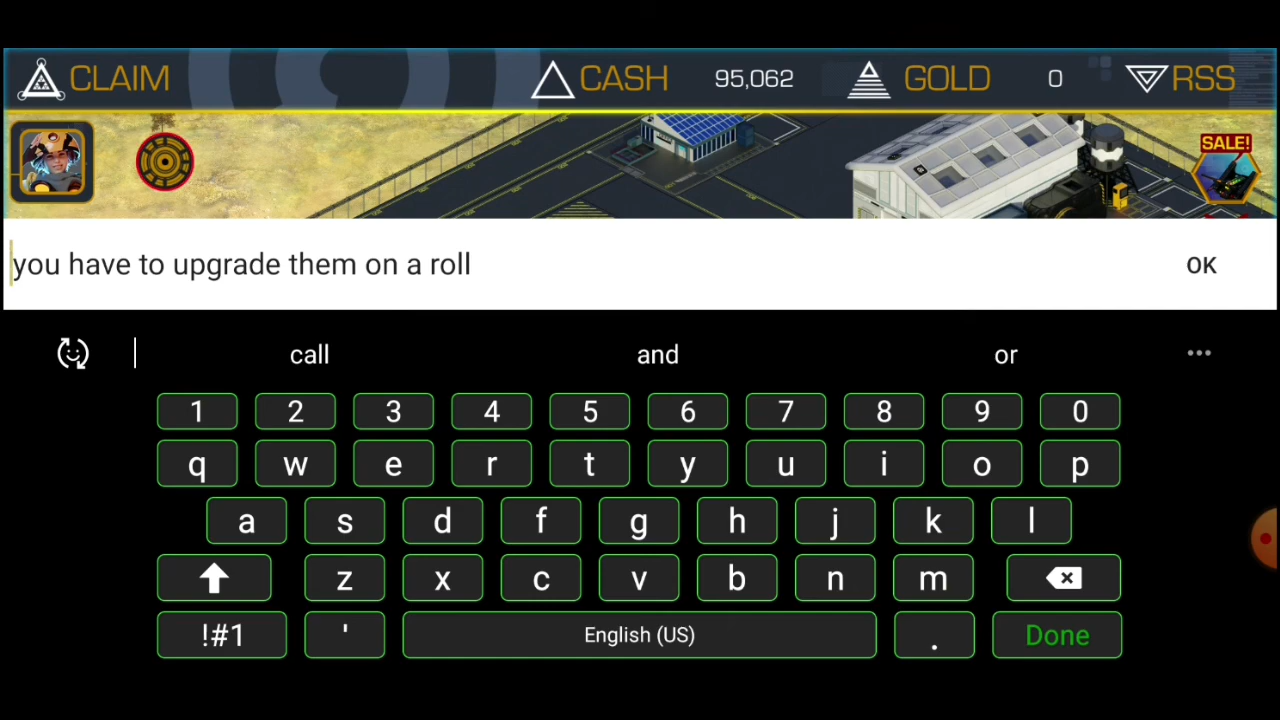 CLAIM CASH 95,062 GOLD 0 RSS
SALE!
you have to upgrade them on a roll OK
call and or
1 2 3 4 5 6 7 8 9 0
q w e r t y u i o p
a s d f g h j k l
z x c v b n m
!#1 ' English (US) . Done